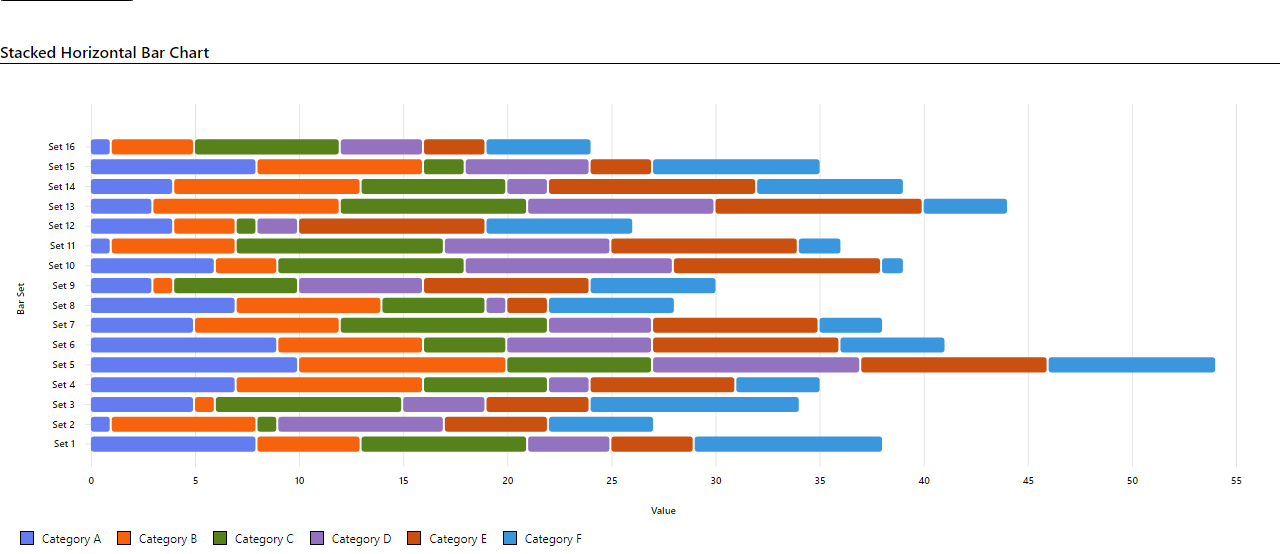 Stacked Horizontal Bar Chart
Set 16
Set 15
Set 14
Set 13
Set 12
Set 11
Set 10
Set 9
Set 8
Set 7
Set 6
Set 5
Set 4
Set 3
Set 2
Set 1
Bar Set
0 5 10 15 20 25 30 35 40 45 50 55
Value
Category A Category B Category C Category D Category E Category F